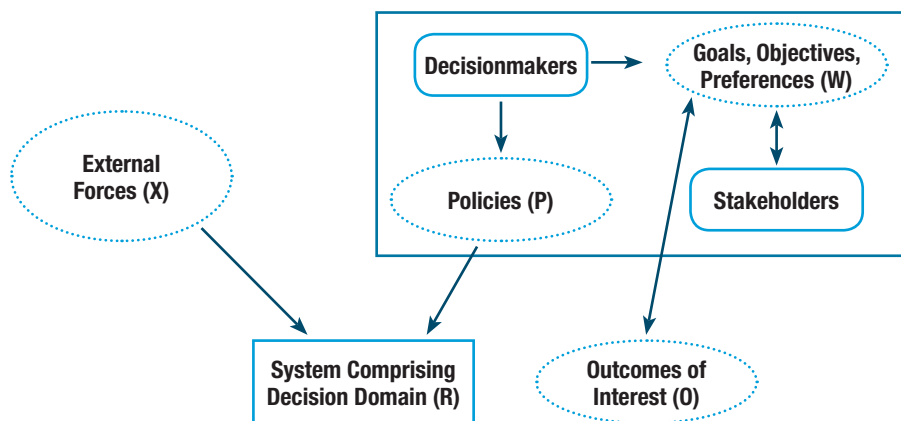 Decisionmakers
Goals, Objectives,
Preferences (W)
External
Forces (X)
Policies (P)
Stakeholders
System Comprising
Decision Domain (R)
Outcomes of
Interest (O)